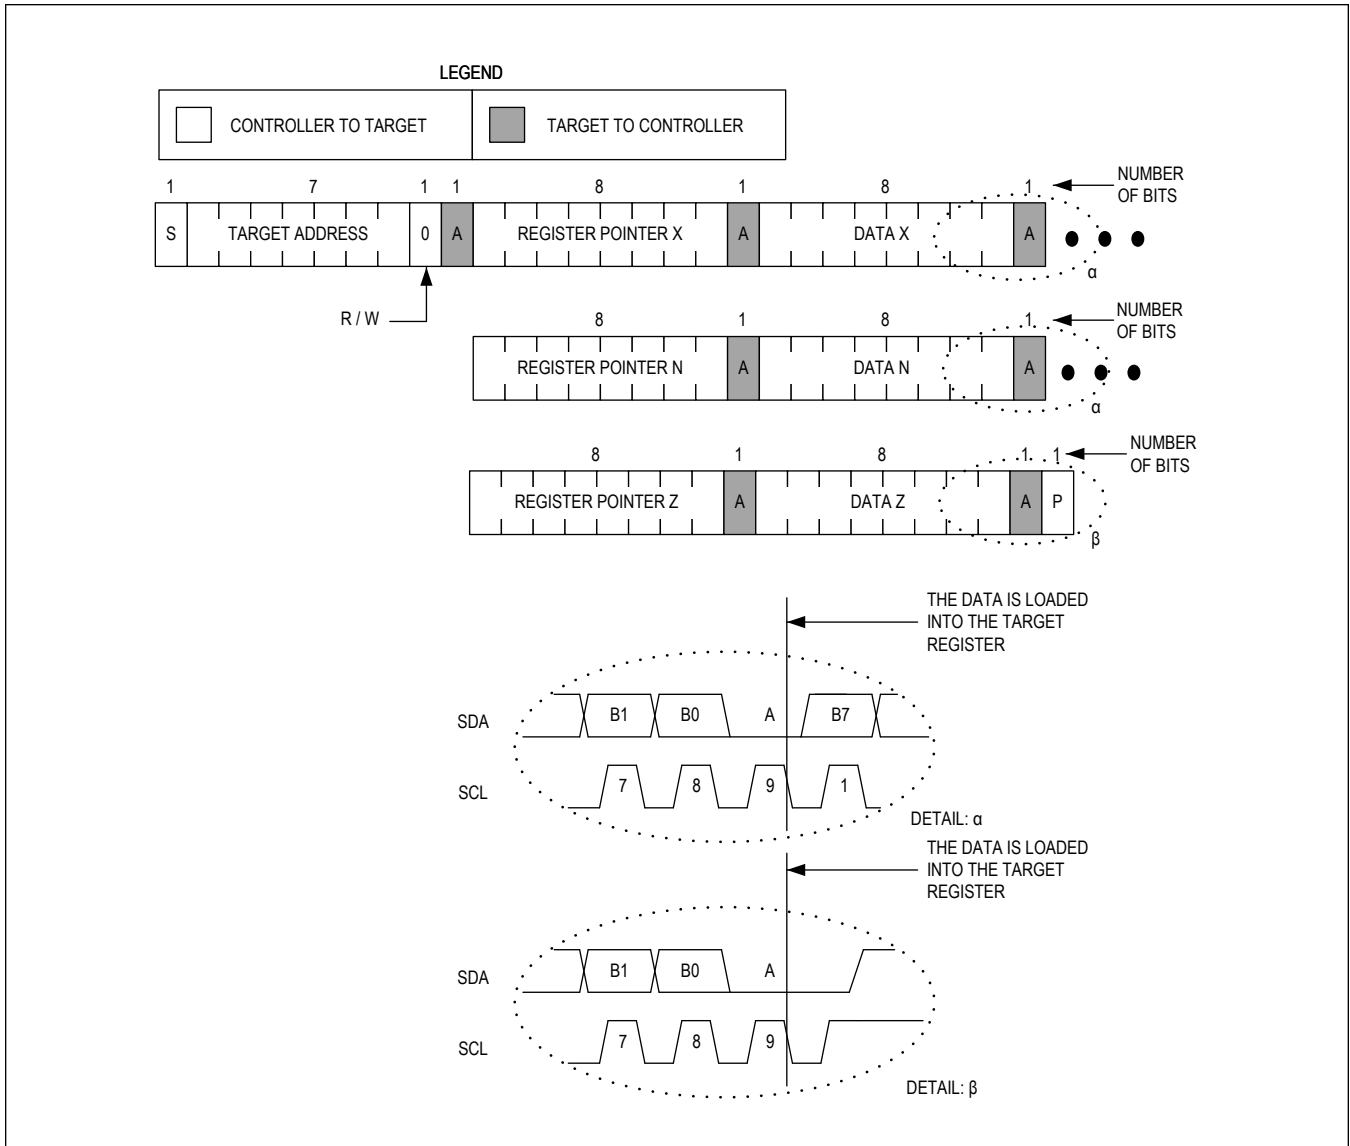 LEGEND
CONTROLLER TO TARGET
TARGET TO CONTROLLER
1 7 1 1 8 1 8 1
NUMBER
OF BITS
S TARGET ADDRESS 0 A REGISTER POINTER X A DATA X A
α
R / W
8 1 8 1
NUMBER
OF BITS
REGISTER POINTER N A DATA N A
α
8 1 8 1 1
NUMBER
OF BITS
REGISTER POINTER Z A DATA Z A P
β
THE DATA IS LOADED
INTO THE TARGET
REGISTER
SDA B1 B0 A B7
SCL 7 8 9 1
DETAIL: α
THE DATA IS LOADED
INTO THE TARGET
REGISTER
SDA B1 B0 A
SCL 7 8 9
DETAIL: β